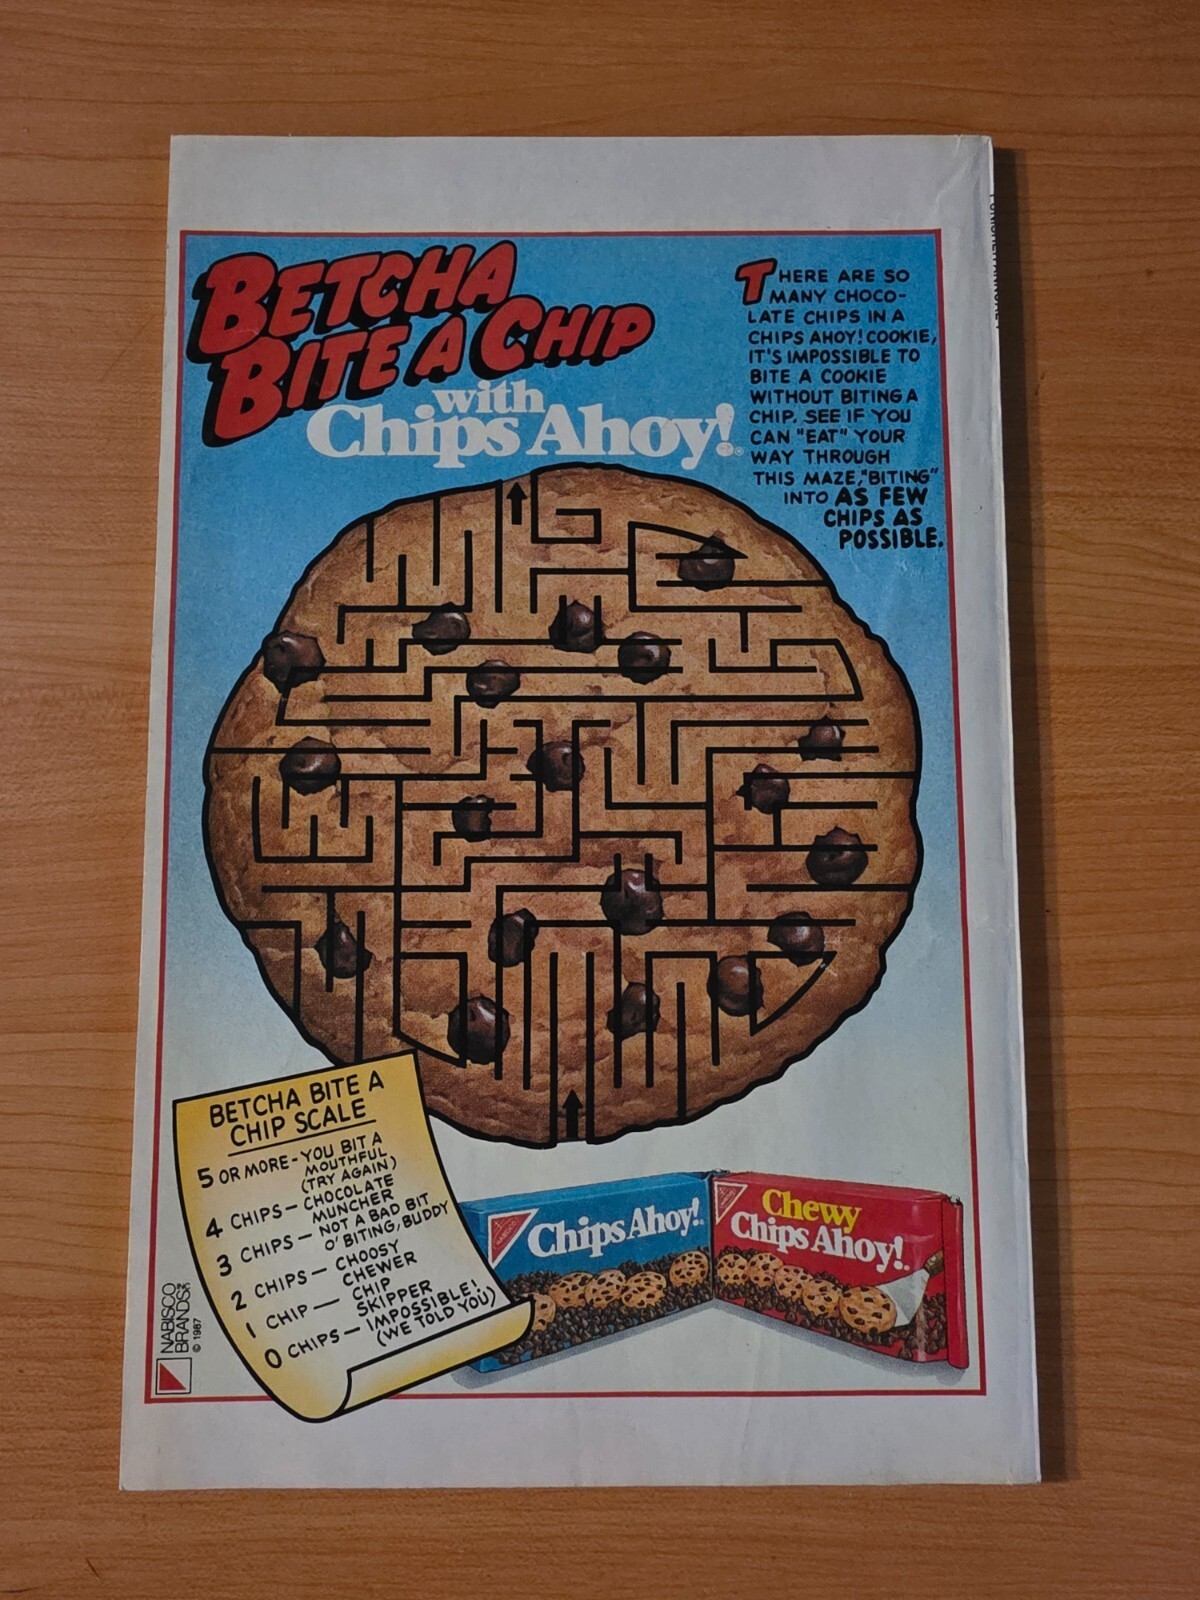 BETCHA
BITE A CHIP
with
Chips Ahoy!®
THERE ARE SO
MANY CHOCO-
LATE CHIPS IN A
CHIPS AHOY! COOKIE,
IT'S IMPOSSIBLE TO
BITE A COOKIE
WITHOUT BITING A
CHIP. SEE IF YOU
CAN "EAT" YOUR
WAY THROUGH
THIS MAZE, "BITING"
INTO AS FEW
CHIPS AS
POSSIBLE.
BETCHA BITE A
CHIP SCALE
5 OR MORE - YOU BIT A
MOUTHFUL
(TRY AGAIN)
4 CHIPS - CHOCOLATE
MUNCHER
3 CHIPS - NOT A BAD BIT
O' BITING, BUDDY
2 CHIPS - CHOOSY
CHEWER
1 CHIP - CHIP
SKIPPER
0 CHIPS - IMPOSSIBLE!
(WE TOLD YOU)
NABISCO
Chips Ahoy!
NABISCO
Chewy
Chips Ahoy!
NABISCO
BRANDS
© 1987